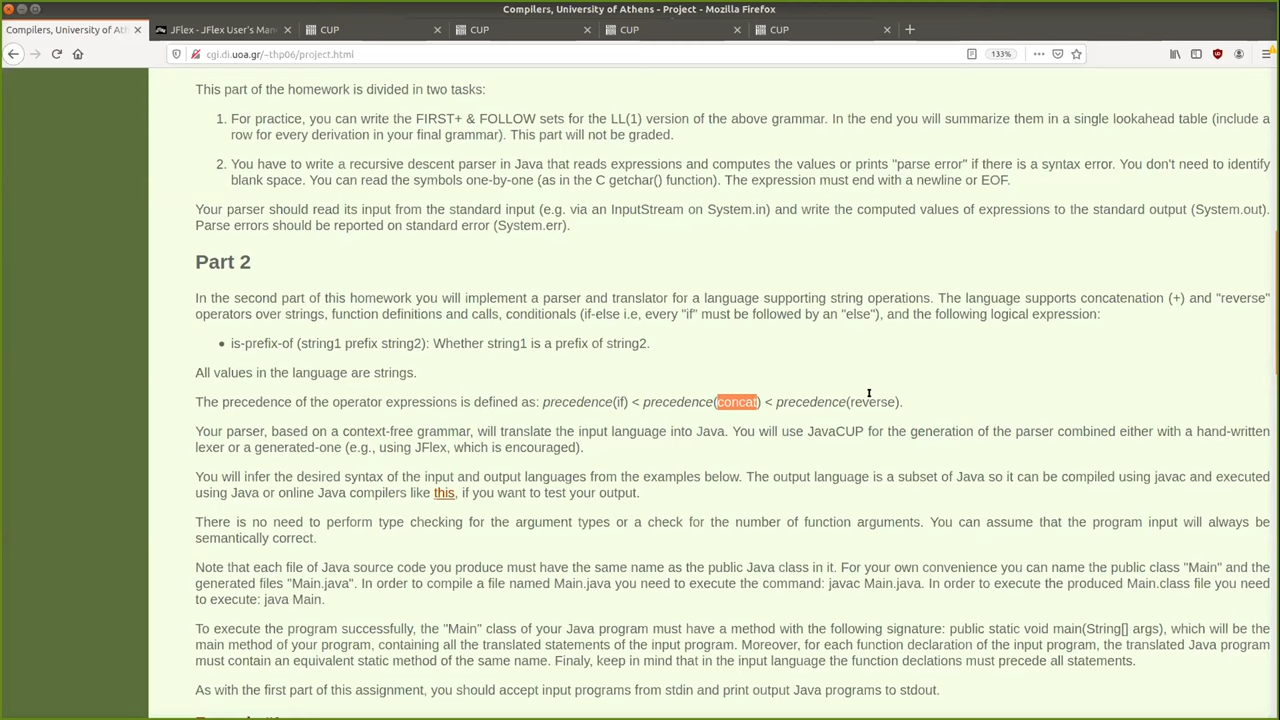 Compilers, University of Athens - Project - Mozilla Firefox
Compilers, University of Ath
JFlex - JFlex User's Man
CUP
CUP
CUP
CUP
cgi.di.uoa.gr/~thp06/project.html
133%
This part of the homework is divided in two tasks:
1. For practice, you can write the FIRST+ & FOLLOW sets for the LL(1) version of the above grammar. In the end you will summarize them in a single lookahead table (include a
row for every derivation in your final grammar). This part will not be graded.
2. You have to write a recursive descent parser in Java that reads expressions and computes the values or prints "parse error" if there is a syntax error. You don't need to identify
blank space. You can read the symbols one-by-one (as in the C getchar() function). The expression must end with a newline or EOF.
Your parser should read its input from the standard input (e.g. via an InputStream on System.in) and write the computed values of expressions to the standard output (System.out).
Parse errors should be reported on standard error (System.err).
Part 2
In the second part of this homework you will implement a parser and translator for a language supporting string operations. The language supports concatenation (+) and "reverse"
operators over strings, function definitions and calls, conditionals (if-else i.e, every "if" must be followed by an "else"), and the following logical expression:
• is-prefix-of (string1 prefix string2): Whether string1 is a prefix of string2.
All values in the language are strings.
The precedence of the operator expressions is defined as: precedence(if) < precedence(concat) < precedence(reverse).
Your parser, based on a context-free grammar, will translate the input language into Java. You will use JavaCUP for the generation of the parser combined either with a hand-written
lexer or a generated-one (e.g., using JFlex, which is encouraged).
You will infer the desired syntax of the input and output languages from the examples below. The output language is a subset of Java so it can be compiled using javac and executed
using Java or online Java compilers like this, if you want to test your output.
There is no need to perform type checking for the argument types or a check for the number of function arguments. You can assume that the program input will always be
semantically correct.
Note that each file of Java source code you produce must have the same name as the public Java class in it. For your own convenience you can name the public class "Main" and the
generated files "Main.java". In order to compile a file named Main.java you need to execute the command: javac Main.java. In order to execute the produced Main.class file you need
to execute: java Main.
To execute the program successfully, the "Main" class of your Java program must have a method with the following signature: public static void main(String[] args), which will be the
main method of your program, containing all the translated statements of the input program. Moreover, for each function declaration of the input program, the translated Java program
must contain an equivalent static method of the same name. Finaly, keep in mind that in the input language the function declations must precede all statements.
As with the first part of this assignment, you should accept input programs from stdin and print output Java programs to stdout.